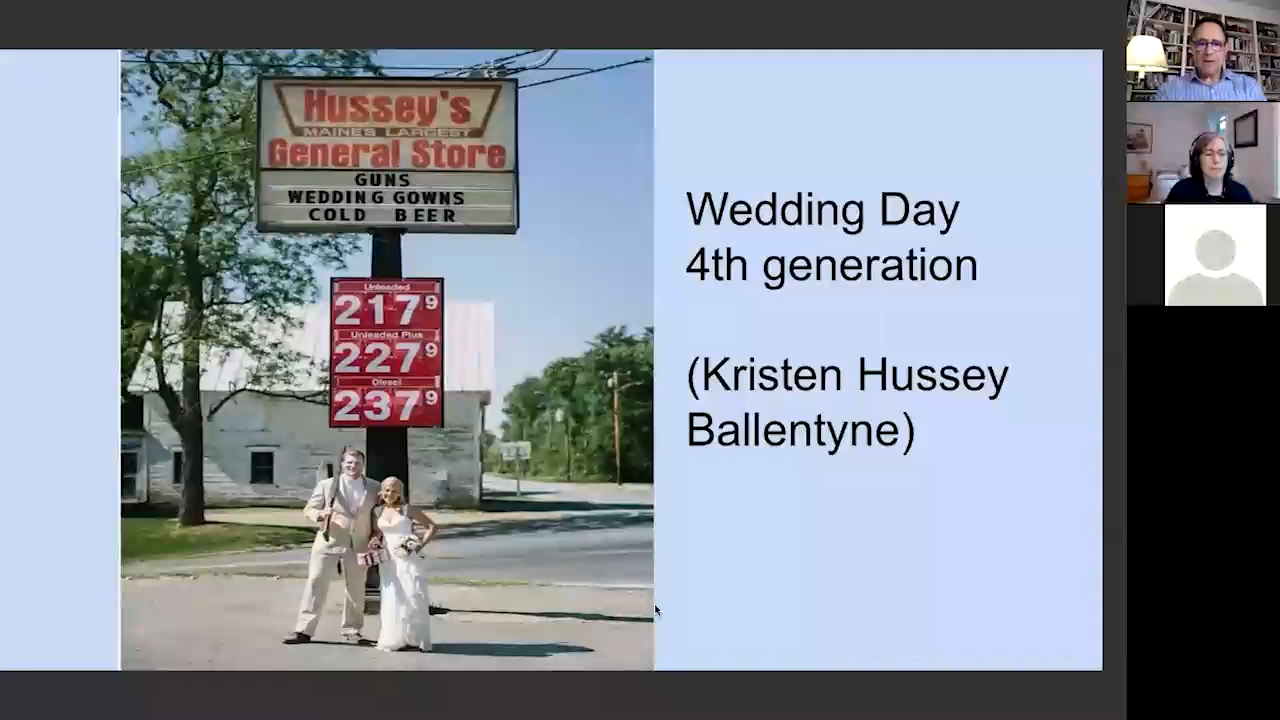 Hussey's
MAINE'S LARGEST
General Store
GUNS
WEDDING GOWNS
COLD BEER
Unleaded
217 9
Unleaded Plus
227 9
Diesel
237 9
Wedding Day
4th generation
(Kristen Hussey
Ballentyne)